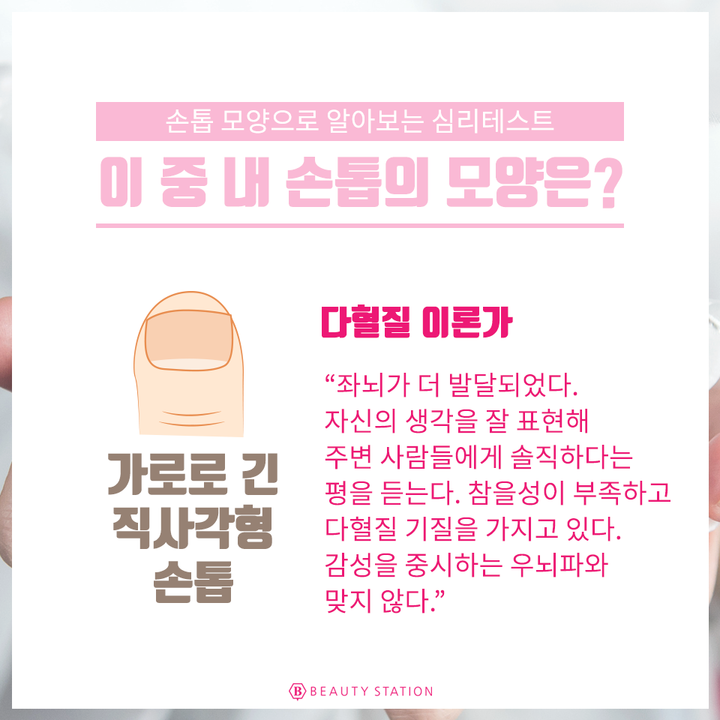 손톱 모양으로 알아보는 심리테스트
이 중 내 손톱의 모양은?
다혈질 이론가
“좌뇌가 더 발달되었다.
자신의 생각을 잘 표현해
주변 사람들에게 솔직하다는
평을 듣는다. 참을성이 부족하고
다혈질 기질을 가지고 있다.
감성을 중시하는 우뇌파와
맞지 않다.”
가로로 긴
직사각형
손톱
B BEAUTY STATION